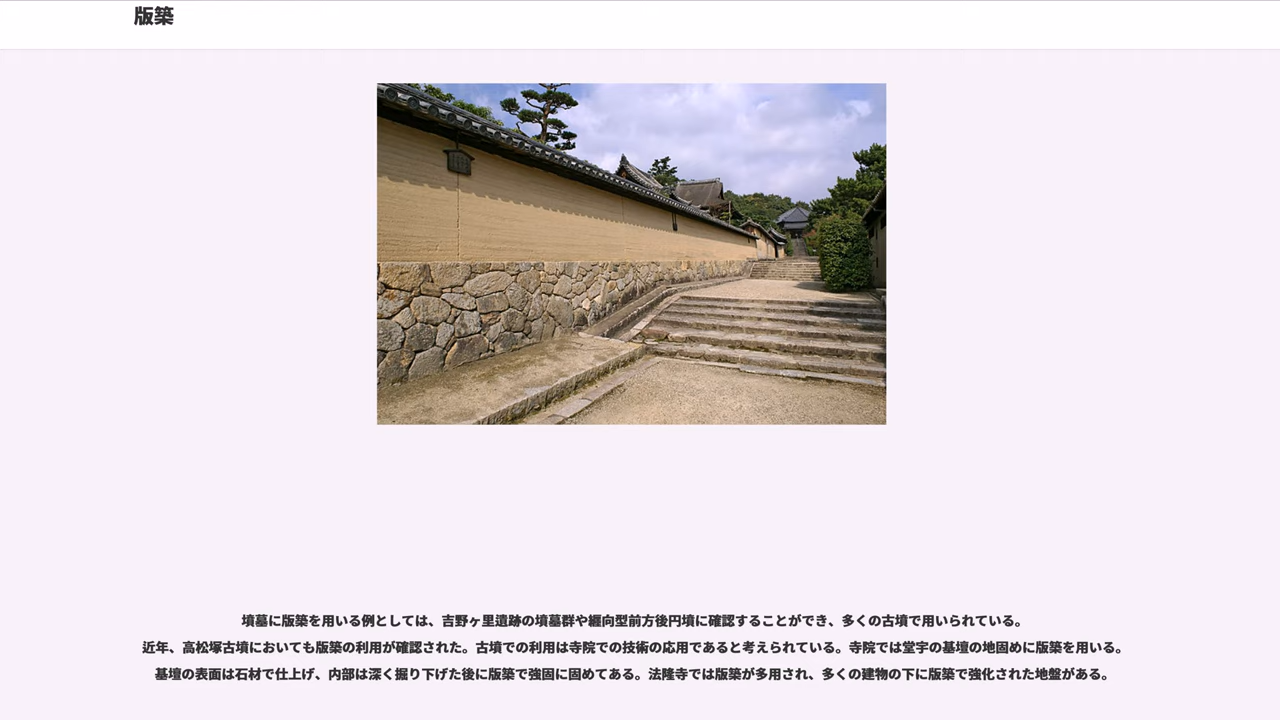 版築
墳墓に版築を用いる例としては、吉野ヶ里遺跡の墳墓群や纒向型前方後円墳に確認することができ、多くの古墳で用いられている。
近年、高松塚古墳においても版築の利用が確認された。古墳での利用は寺院での技術の応用であると考えられている。寺院では堂宇の基壇の地固めに版築を用いる。
基壇の表面は石材で仕上げ、内部は深く掘り下げた後に版築で強固に固めてある。法隆寺では版築が多用され、多くの建物の下に版築で強化された地盤がある。